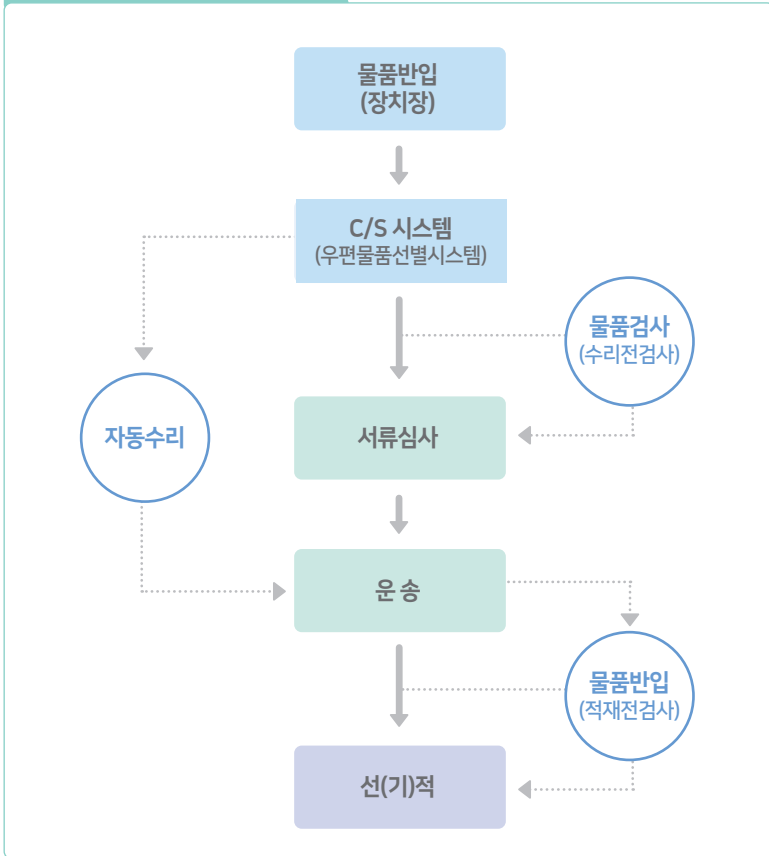 물품반입
(장치장)
C/S 시스템
(우편물품선별시스템)
물품검사
(수리전검사)
자동수리
서류심사
운 송
물품반입
(적재전검사)
선(기)적